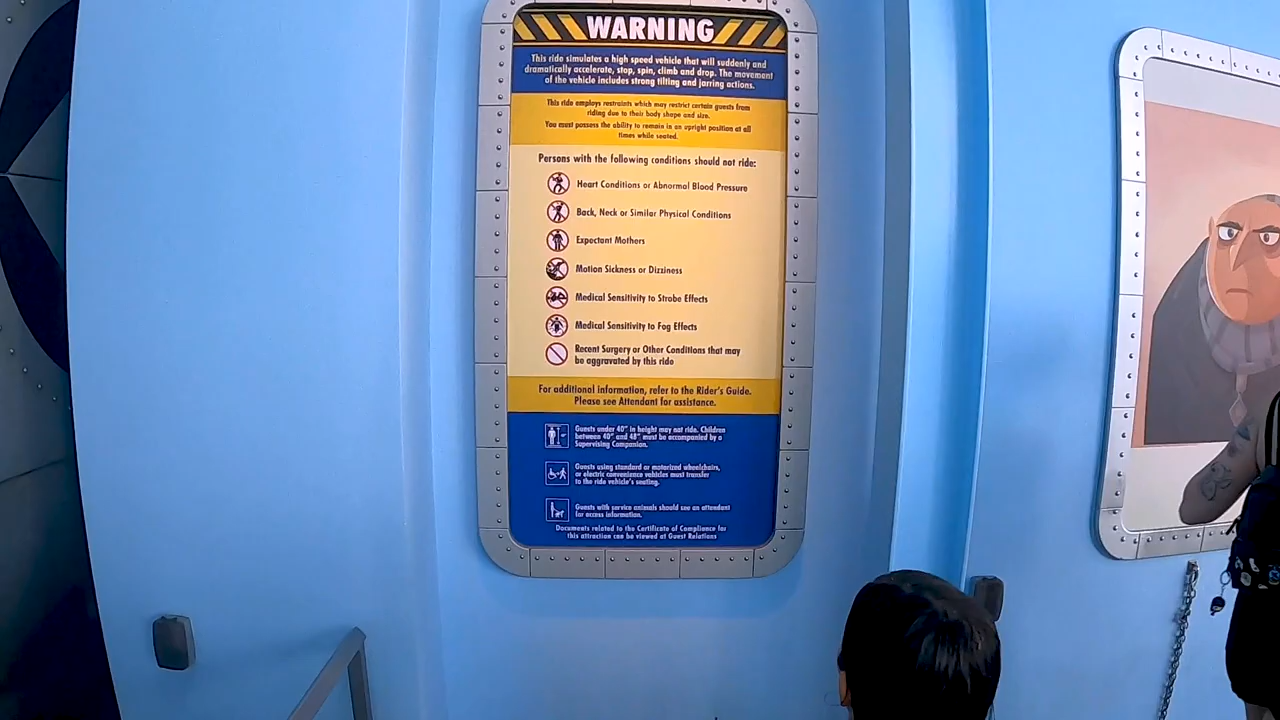 WARNING
This ride simulates a high speed vehicle that will suddenly and
dramatically accelerate, stop, spin, climb and drop. The movement
of the vehicle includes strong tilting and jarring actions.
This ride employs restraints which may restrict certain guests from
riding due to their body shape and size.
You must possess the ability to remain in an upright position at all
times while seated.
Persons with the following conditions should not ride:
Heart Conditions or Abnormal Blood Pressure
Back, Neck or Similar Physical Conditions
Expectant Mothers
Motion Sickness or Dizziness
Medical Sensitivity to Strobe Effects
Medical Sensitivity to Fog Effects
Recent Surgery or Other Conditions that may
be aggravated by this ride
For additional information, refer to the Rider's Guide.
Please see Attendant for assistance.
Guests under 40" in height may not ride. Children
between 40" and 48" must be accompanied by a
Supervising Companion.
Guests using standard or motorized wheelchairs,
or electric convenience vehicles must transfer
to the ride vehicle's seating.
Guests with service animals should see an attendant
for access information.
Documents related to the Certificate of Compliance for
this attraction can be viewed at Guest Relations